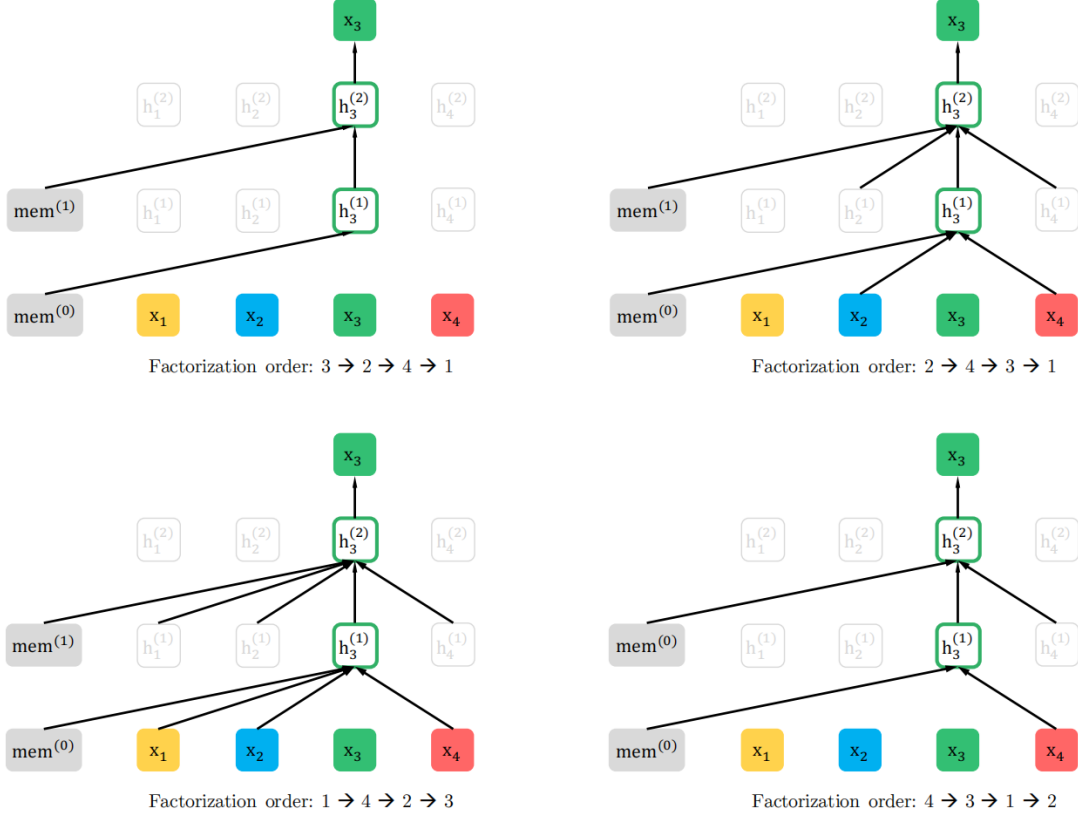 x₃
h₁⁽²⁾ h₂⁽²⁾ h₃⁽²⁾ h₄⁽²⁾
mem⁽¹⁾ h₁⁽¹⁾ h₂⁽¹⁾ h₃⁽¹⁾ h₄⁽¹⁾
mem⁽⁰⁾ x₁ x₂ x₃ x₄
Factorization order: 3 → 2 → 4 → 1
x₃
h₁⁽²⁾ h₂⁽²⁾ h₃⁽²⁾ h₄⁽²⁾
mem⁽¹⁾ h₁⁽¹⁾ h₂⁽¹⁾ h₃⁽¹⁾ h₄⁽¹⁾
mem⁽⁰⁾ x₁ x₂ x₃ x₄
Factorization order: 2 → 4 → 3 → 1
x₃
h₁⁽²⁾ h₂⁽²⁾ h₃⁽²⁾ h₄⁽²⁾
mem⁽¹⁾ h₁⁽¹⁾ h₂⁽¹⁾ h₃⁽¹⁾ h₄⁽¹⁾
mem⁽⁰⁾ x₁ x₂ x₃ x₄
Factorization order: 1 → 4 → 2 → 3
x₃
h₁⁽²⁾ h₂⁽²⁾ h₃⁽²⁾ h₄⁽²⁾
mem⁽⁰⁾ h₁⁽¹⁾ h₂⁽¹⁾ h₃⁽¹⁾ h₄⁽¹⁾
mem⁽⁰⁾ x₁ x₂ x₃ x₄
Factorization order: 4 → 3 → 1 → 2